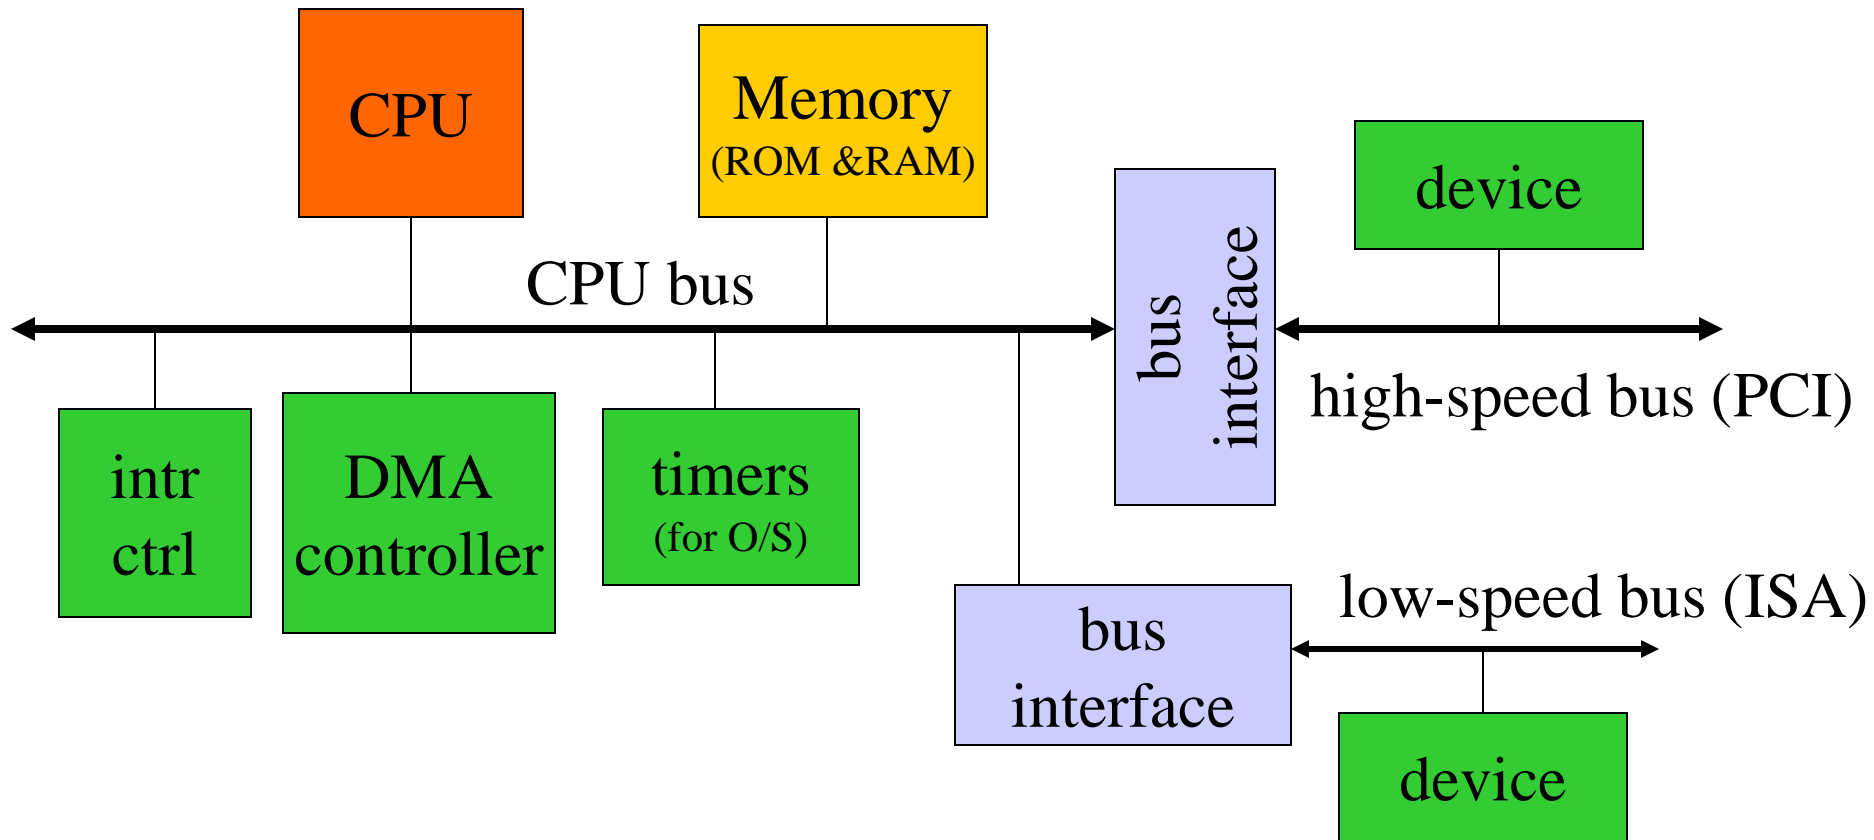 CPU
Memory
(ROM &RAM)
device
CPU bus
bus
interface
high-speed bus (PCI)
intr
ctrl
DMA
controller
timers
(for O/S)
low-speed bus (ISA)
bus
interface
device